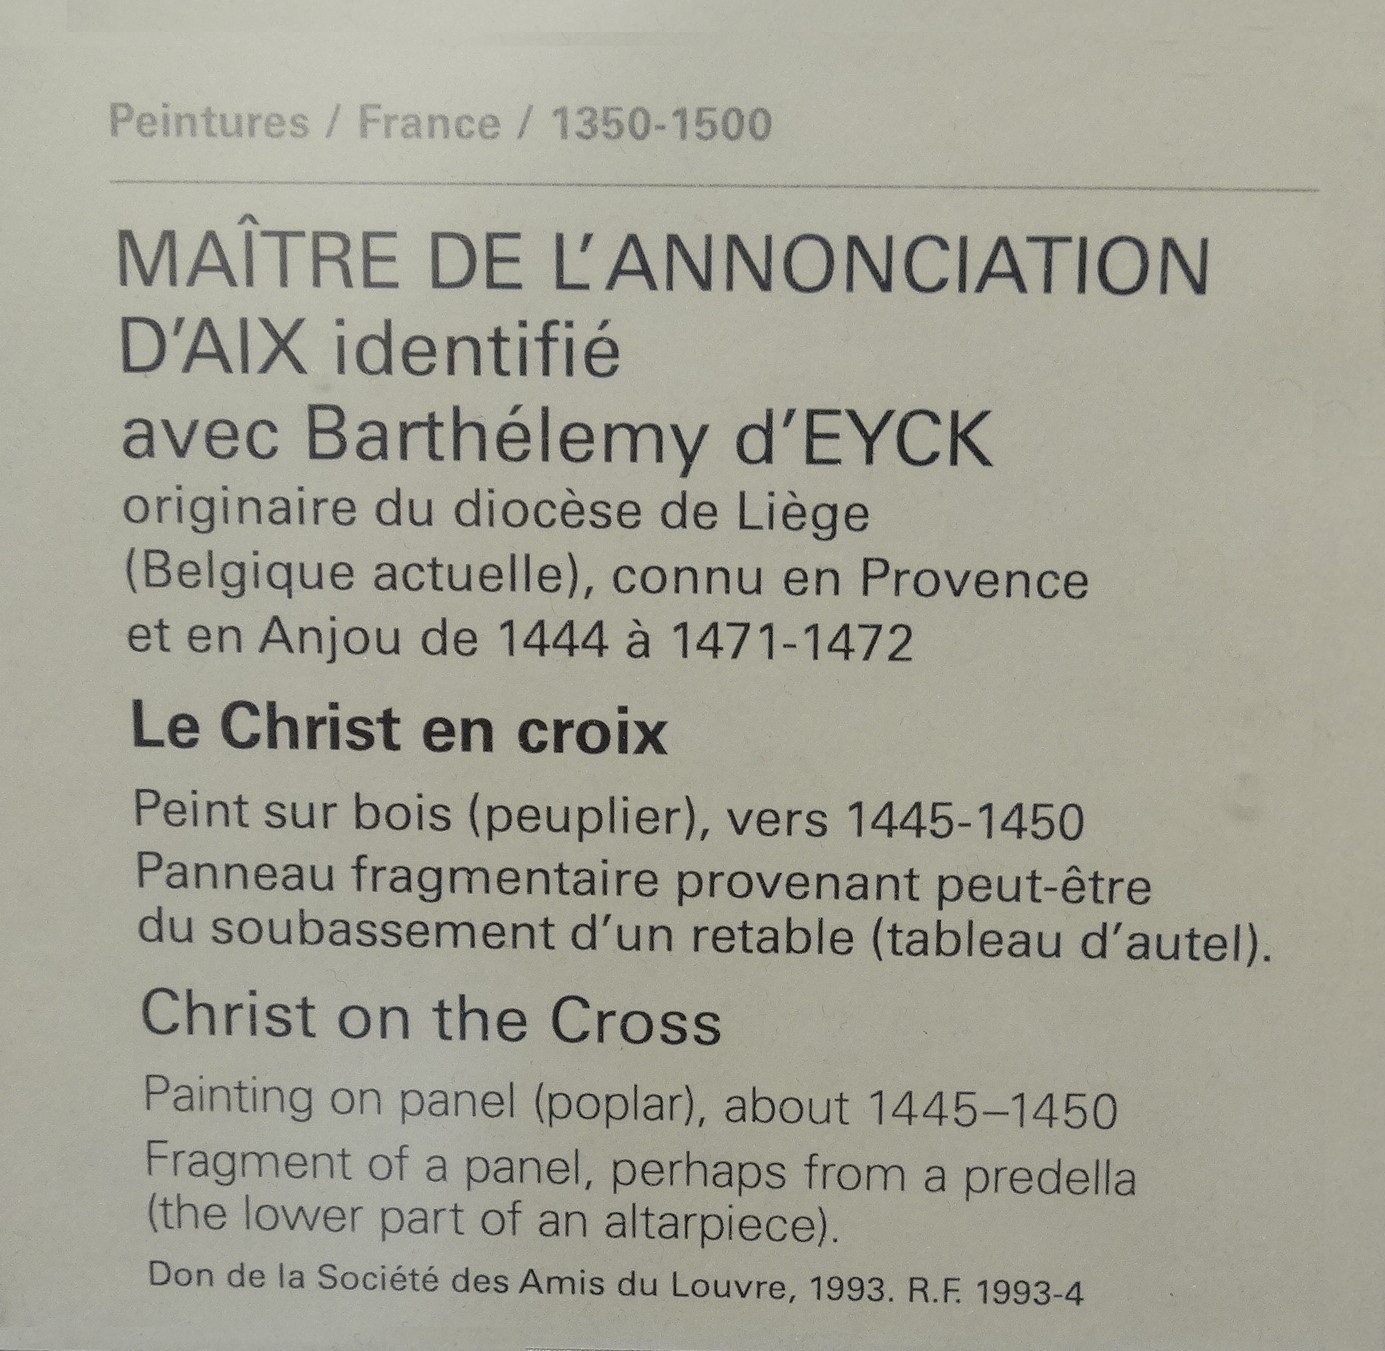 Peintures / France / 1350-1500
MAÎTRE DE L'ANNONCIATION
D'AIX identifié
avec Barthélemy d'EYCK
originaire du diocèse de Liège
(Belgique actuelle), connu en Provence
et en Anjou de 1444 à 1471-1472
Le Christ en croix
Peint sur bois (peuplier), vers 1445-1450
Panneau fragmentaire provenant peut-être
du soubassement d'un retable (tableau d'autel).
Christ on the Cross
Painting on panel (poplar), about 1445–1450
Fragment of a panel, perhaps from a predella
(the lower part of an altarpiece).
Don de la Société des Amis du Louvre, 1993. R.F. 1993-4